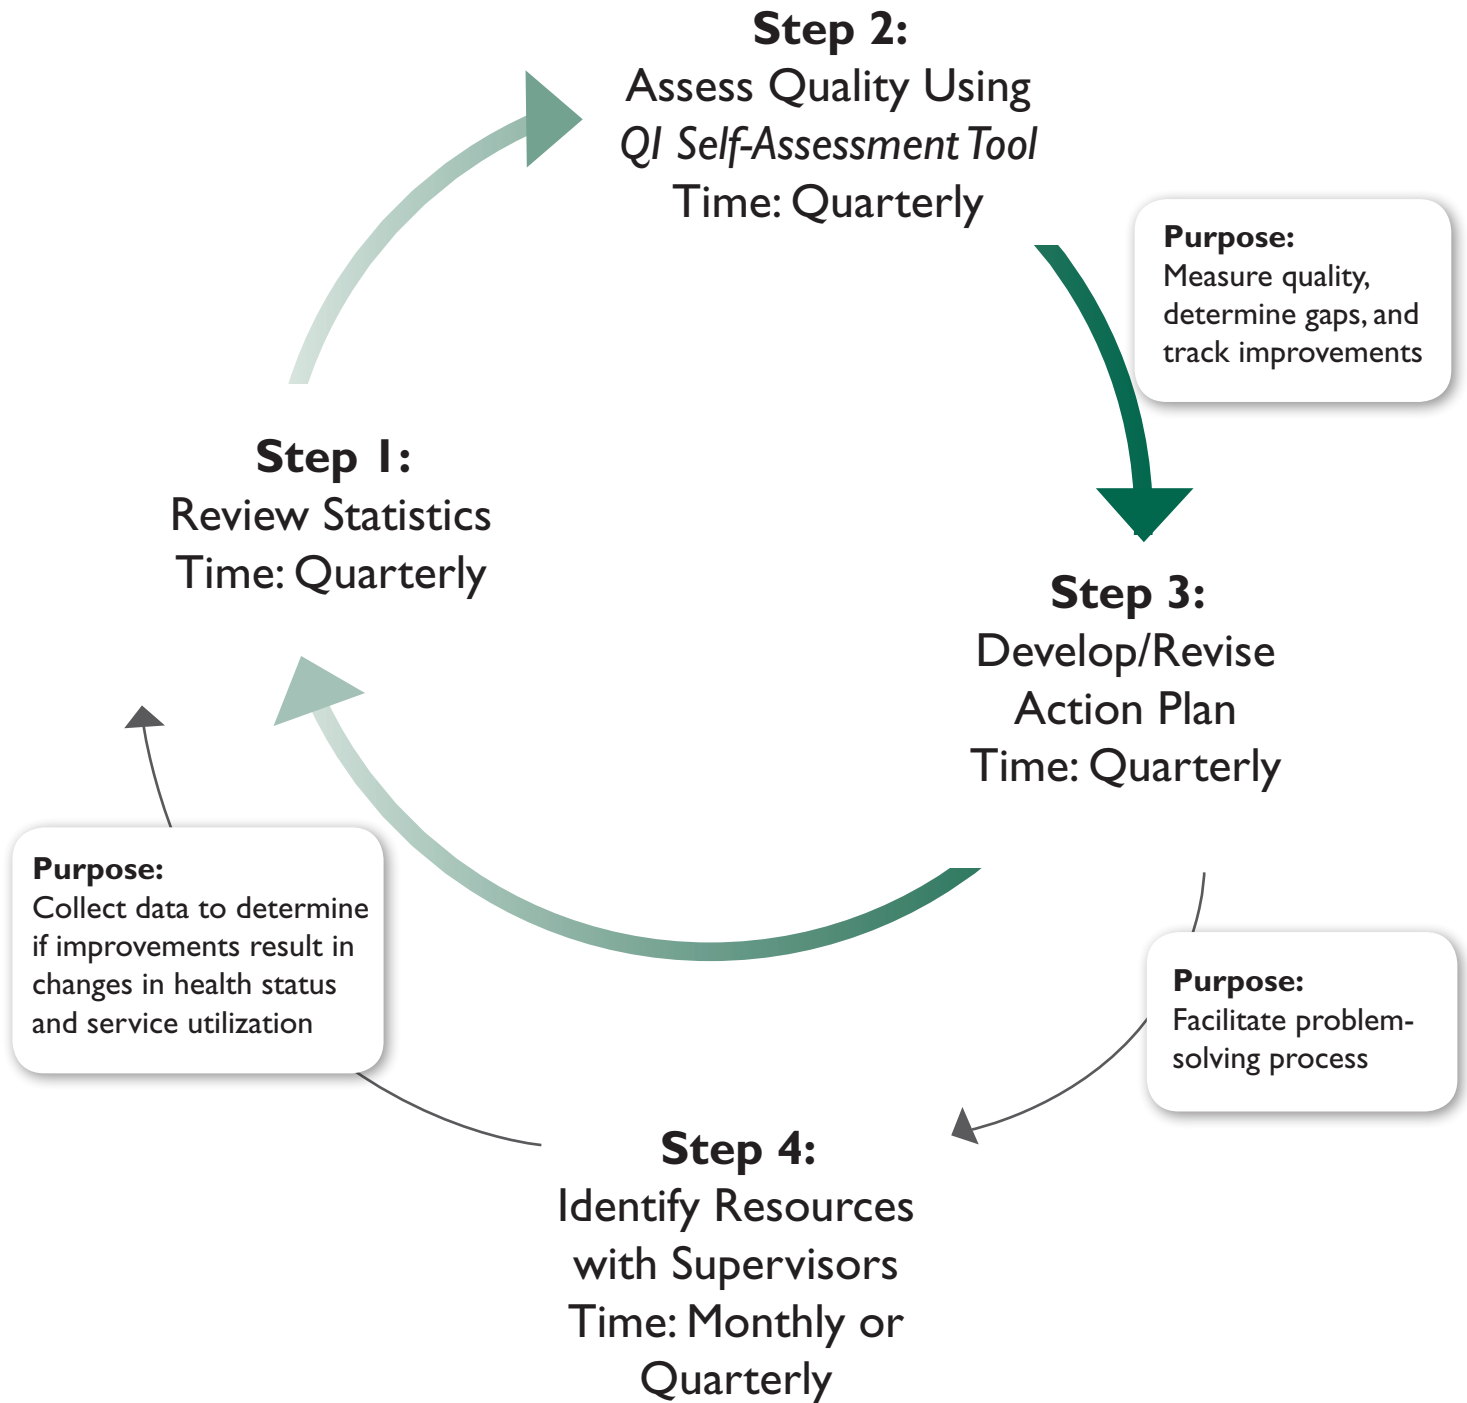 Step 2:
Assess Quality Using
QI Self-Assessment Tool
Time: Quarterly
Purpose:
Measure quality,
determine gaps, and
track improvements
Step 1:
Review Statistics
Time: Quarterly
Step 3:
Develop/Revise
Action Plan
Time: Quarterly
Purpose:
Collect data to determine
if improvements result in
changes in health status
and service utilization
Purpose:
Facilitate problem-
solving process
Step 4:
Identify Resources
with Supervisors
Time: Monthly or
Quarterly